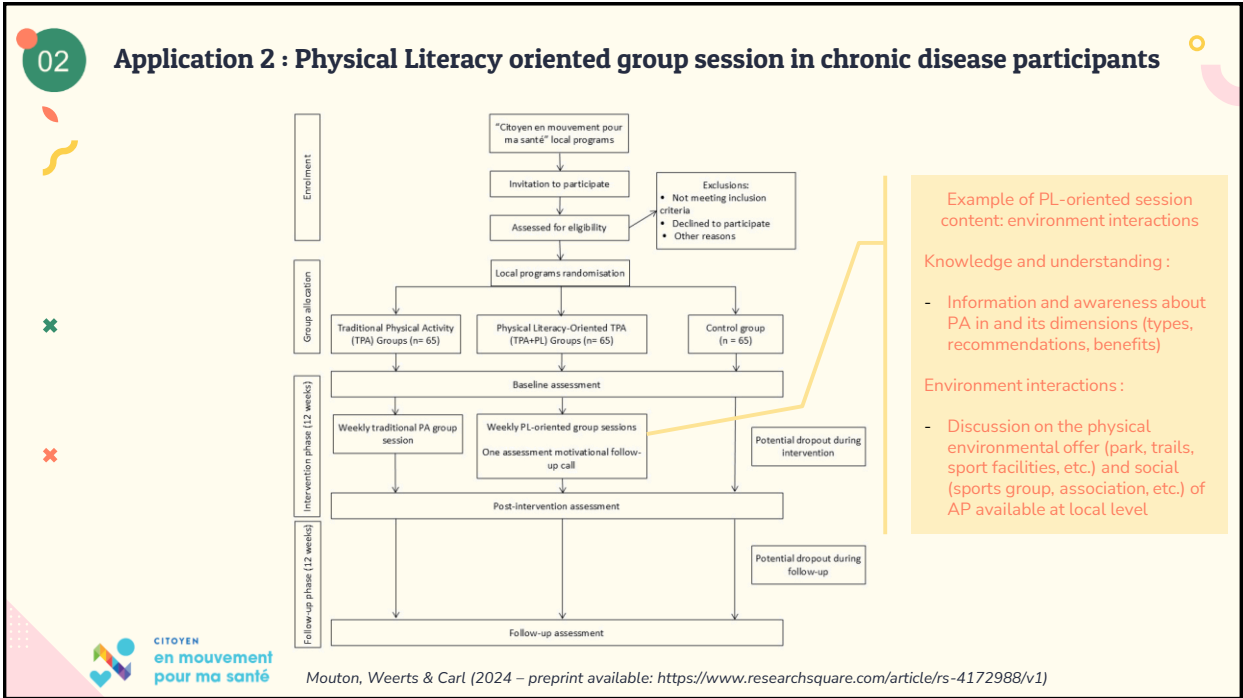 02
Application 2 : Physical Literacy oriented group session in chronic disease participants
Enrolment
"Citoyen en mouvement pour
ma santé" local programs
Invitation to participate
Assessed for eligibility
Exclusions:
• Not meeting inclusion
criteria
• Declined to participate
• Other reasons
Group allocation
Local programs randomisation
Traditional Physical Activity
(TPA) Groups (n= 65)
Physical Literacy-Oriented TPA
(TPA+PL) Groups (n= 65)
Control group
(n = 65)
Intervention phase (12 weeks)
Baseline assessment
Weekly traditional PA group
session
Weekly PL-oriented group sessions
One assessment motivational follow-
up call
Potential dropout during
intervention
Post-intervention assessment
Follow-up phase (12 weeks)
Potential dropout during
follow-up
Follow-up assessment
Example of PL-oriented session
content: environment interactions
Knowledge and understanding :
- Information and awareness about
PA in and its dimensions (types,
recommendations, benefits)
Environment interactions :
- Discussion on the physical
environmental offer (park, trails,
sport facilities, etc.) and social
(sports group, association, etc.) of
AP available at local level
CITOYEN
en mouvement
pour ma santé
Mouton, Weerts & Carl (2024 – preprint available: https://www.researchsquare.com/article/rs-4172988/v1)